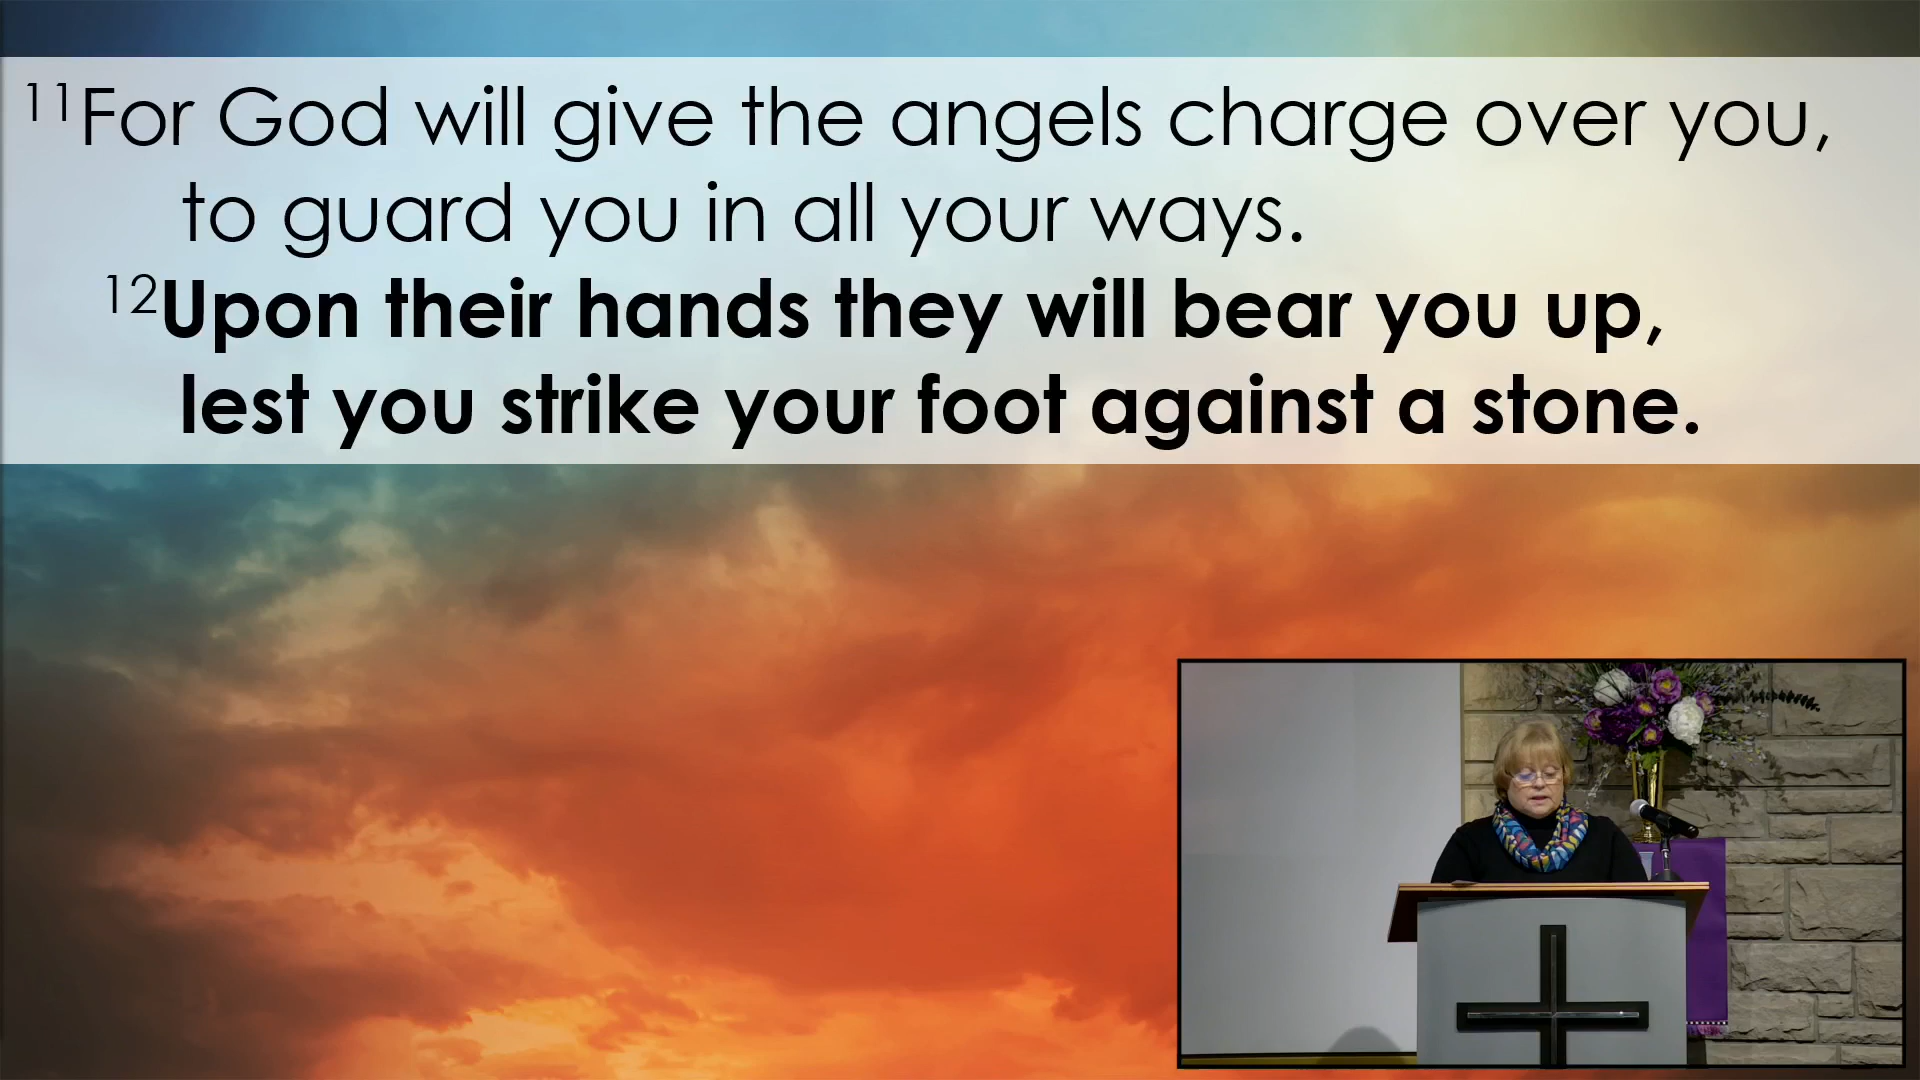 11For God will give the angels charge over you,
to guard you in all your ways.
12Upon their hands they will bear you up,
lest you strike your foot against a stone.